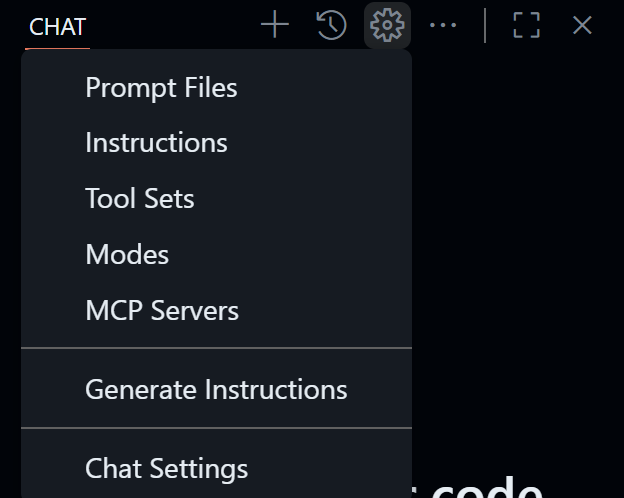 CHAT
Prompt Files
Instructions
Tool Sets
Modes
MCP Servers
Generate Instructions
Chat Settings
code